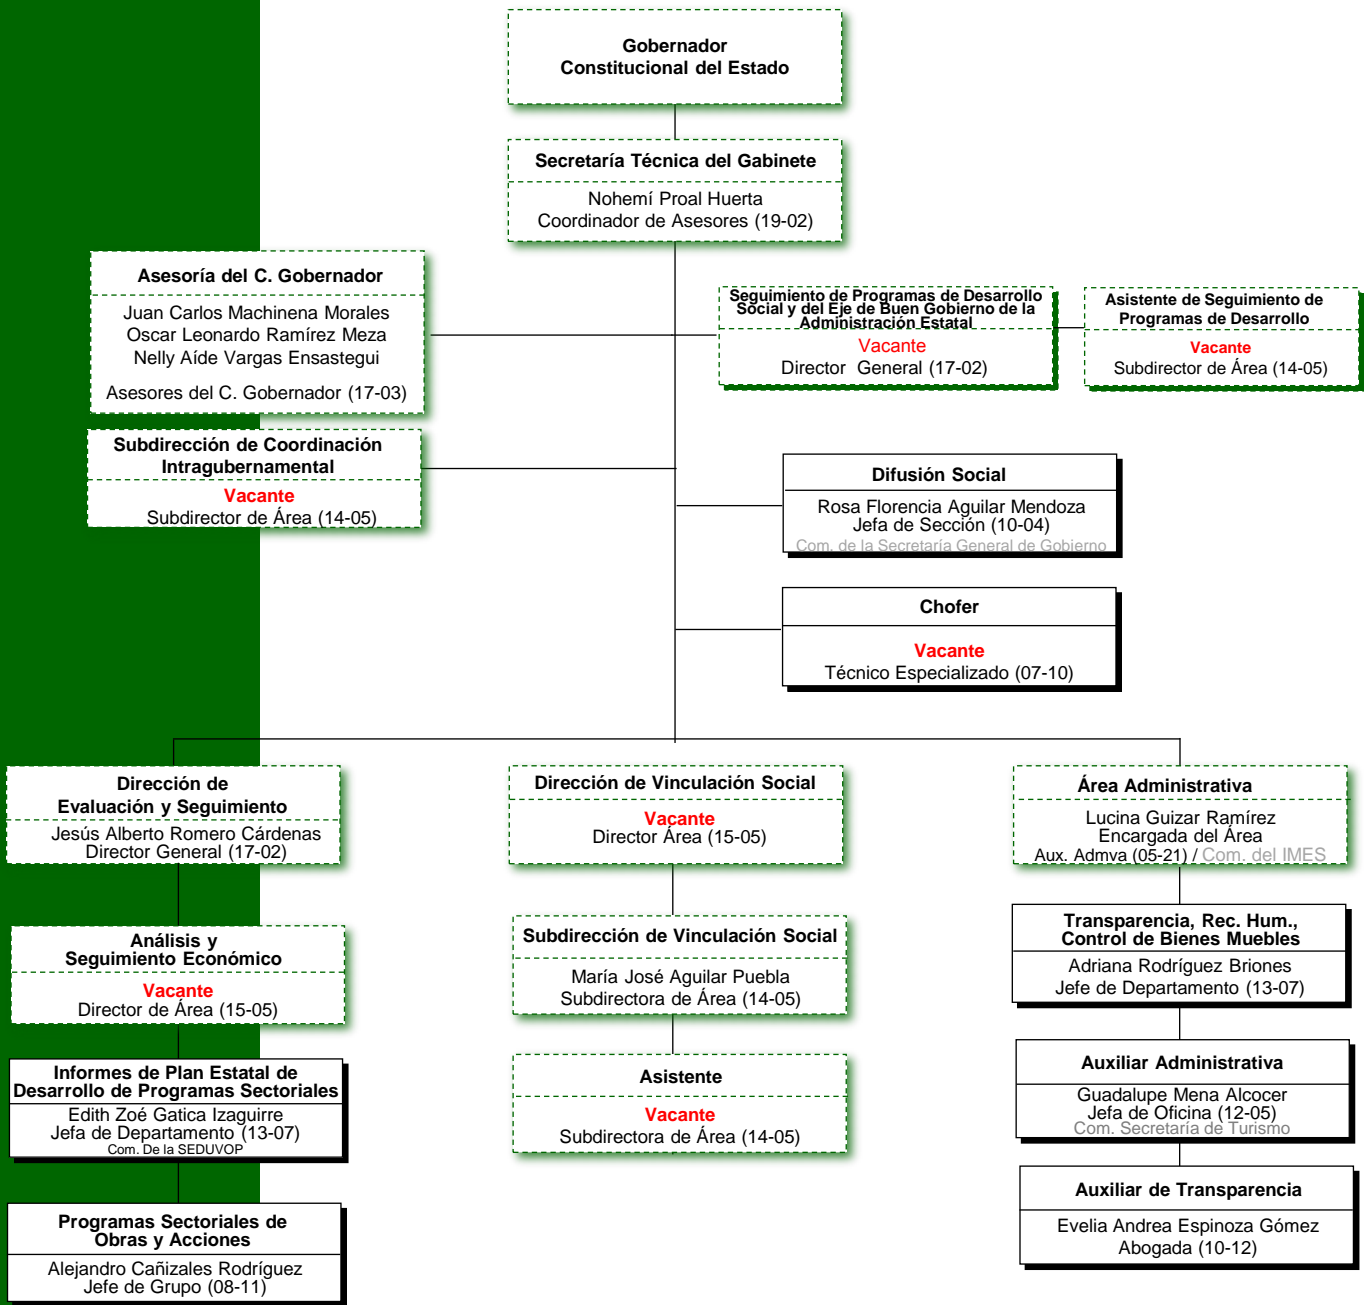 Gobernador
Constitucional del Estado
Secretaría Técnica del Gabinete
Nohemí Proal Huerta
Coordinador de Asesores (19-02)
Asesoría del C. Gobernador
Juan Carlos Machinena Morales
Oscar Leonardo Ramírez Meza
Nelly Aíde Vargas Ensastegui
Asesores del C. Gobernador (17-03)
Seguimiento de Programas de Desarrollo
Social y del Eje de Buen Gobierno de la
Administración Estatal
Vacante
Director General (17-02)
Asistente de Seguimiento de
Programas de Desarrollo
Vacante
Subdirector de Área (14-05)
Subdirección de Coordinación
Intragubernamental
Vacante
Subdirector de Área (14-05)
Difusión Social
Rosa Florencia Aguilar Mendoza
Jefa de Sección (10-04)
Com. de la Secretaría General de Gobierno
Chofer
Vacante
Técnico Especializado (07-10)
Dirección de
Evaluación y Seguimiento
Jesús Alberto Romero Cárdenas
Director General (17-02)
Análisis y
Seguimiento Económico
Vacante
Director de Área (15-05)
Informes de Plan Estatal de
Desarrollo de Programas Sectoriales
Edith Zoé Gatica Izaguirre
Jefa de Departamento (13-07)
Com. De la SEDUVOP
Programas Sectoriales de
Obras y Acciones
Alejandro Cañizales Rodríguez
Jefe de Grupo (08-11)
Dirección de Vinculación Social
Vacante
Director Área (15-05)
Subdirección de Vinculación Social
María José Aguilar Puebla
Subdirectora de Área (14-05)
Asistente
Vacante
Subdirectora de Área (14-05)
Área Administrativa
Lucina Guizar Ramírez
Encargada del Área
Aux. Admva (05-21) / Com. del IMES
Transparencia, Rec. Hum.,
Control de Bienes Muebles
Adriana Rodríguez Briones
Jefe de Departamento (13-07)
Auxiliar Administrativa
Guadalupe Mena Alcocer
Jefa de Oficina (12-05)
Com. Secretaría de Turismo
Auxiliar de Transparencia
Evelia Andrea Espinoza Gómez
Abogada (10-12)